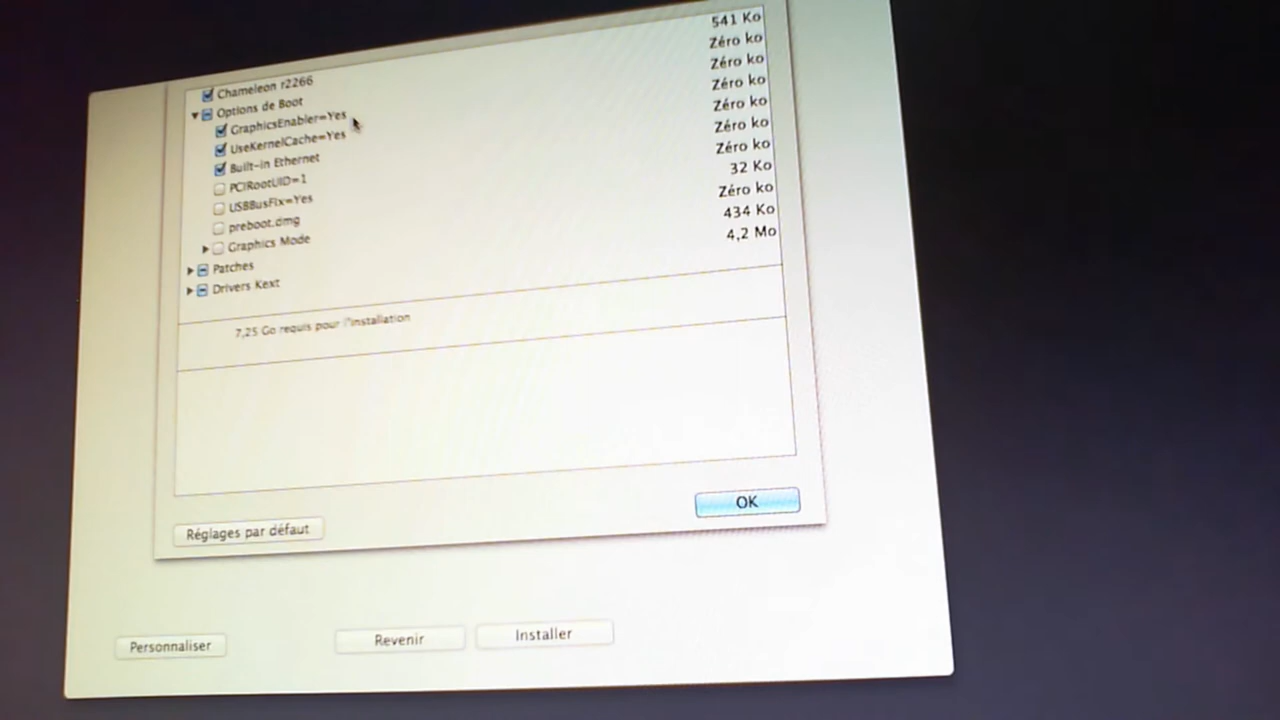 541 Ko
Chameleon r2266 Zéro ko
Options de Boot Zéro ko
GraphicsEnabler=Yes Zéro ko
UseKernelCache=Yes Zéro ko
Built-in Ethernet Zéro ko
PCIRootUID=1 Zéro ko
USBBusFix=Yes 32 Ko
preboot.dmg Zéro ko
Graphics Mode 434 Ko
Patches 4,2 Mo
Drivers Kext
7,25 Go requis pour l'installation
Réglages par défaut OK
Personnaliser Revenir Installer